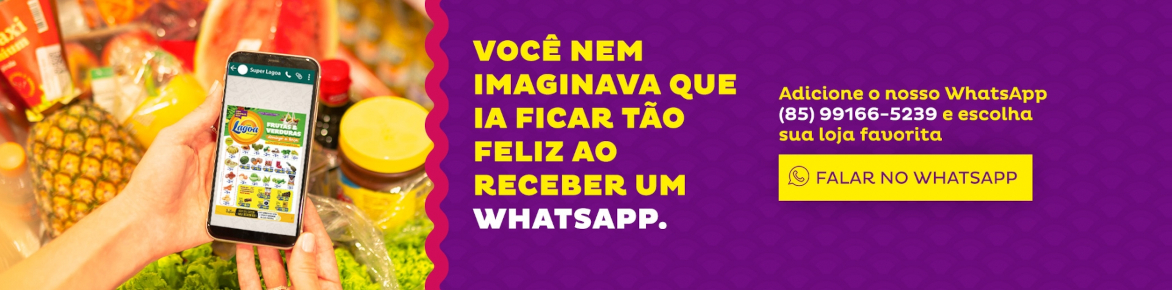 Super Lagoa
Lagoa
FRUTAS &
VERDURAS
VOCÊ NEM
IMAGINAVA QUE
IA FICAR TÃO
FELIZ AO
RECEBER UM
WHATSAPP.
Adicione o nosso WhatsApp
(85) 99166-5239 e escolha
sua loja favorita
FALAR NO WHATSAPP